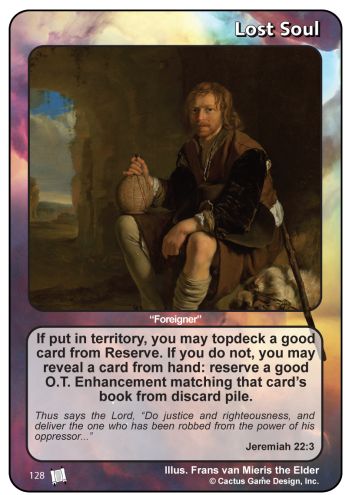 Lost Soul
"Foreigner"
If put in territory, you may topdeck a good
card from Reserve. If you do not, you may
reveal a card from hand: reserve a good
O.T. Enhancement matching that card's
book from discard pile.
Thus says the Lord, "Do justice and righteousness, and
deliver the one who has been robbed from the power of his
oppressor..."
Jeremiah 22:3
Illus. Frans van Mieris the Elder
128
© Cactus Game Design, Inc.